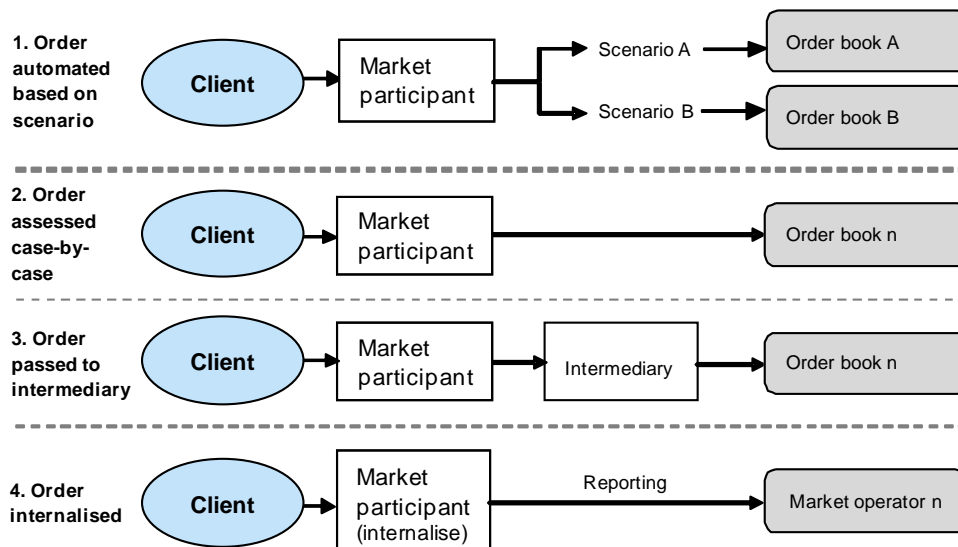 1. Order
automated
based on
scenario
Client
Market
participant
Scenario A
Order book A
Scenario B
Order book B
2. Order
assessed
case-by-
case
Client
Market
participant
Order book n
3. Order
passed to
intermediary
Client
Market
participant
Intermediary
Order book n
4. Order
internalised
Client
Market
participant
(internalise)
Reporting
Market operator n